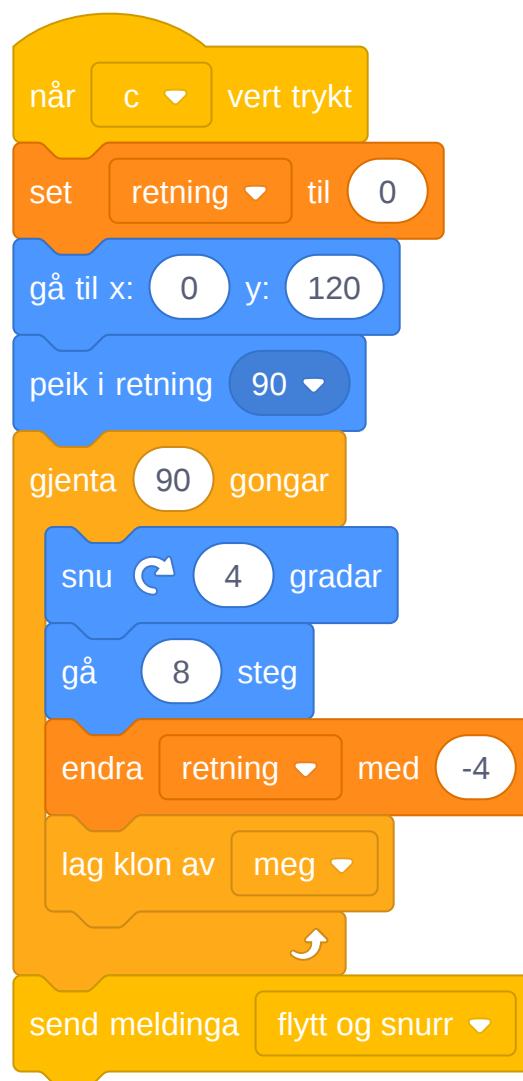 når c vert trykt
set retning til 0
gå til x: 0 y: 120
peik i retning 90
gjenta 90 gongar
snu 4 gradar
gå 8 steg
endra retning med -4
lag klon av meg
send meldinga flytt og snurr